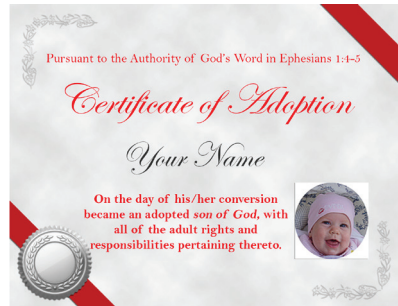 Pursuant to the Authority of God's Word in Ephesians 1:4-5
Certificate of Adoption
Your Name
On the day of his/her conversion
became an adopted son of God, with
all of the adult rights and
responsibilities pertaining thereto.